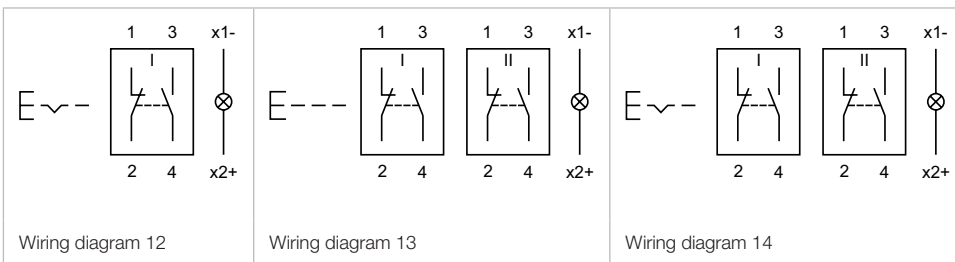 1 3 x1-
I
2 4 x2+
Wiring diagram 12
1 3 1 3 x1-
I II
2 4 2 4 x2+
Wiring diagram 13
1 3 1 3 x1-
I II
2 4 2 4 x2+
Wiring diagram 14